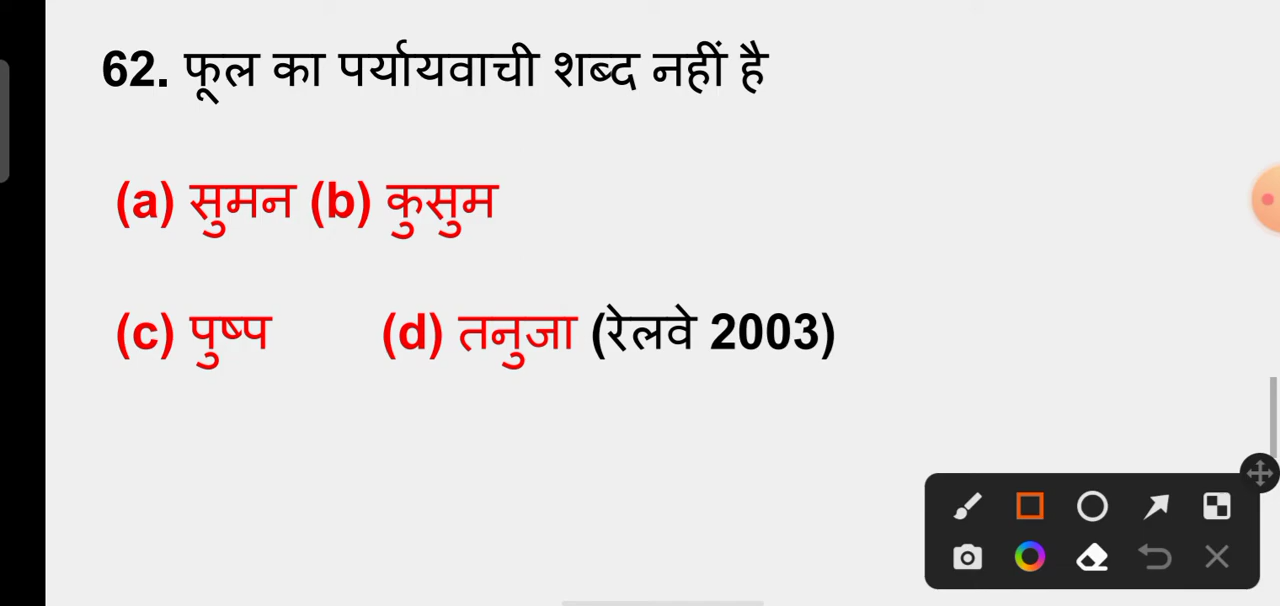 62. फूल का पर्यायवाची शब्द नहीं है
(a) सुमन (b) कुसुम
(c) पुष्प (d) तनुजा (रेलवे 2003)